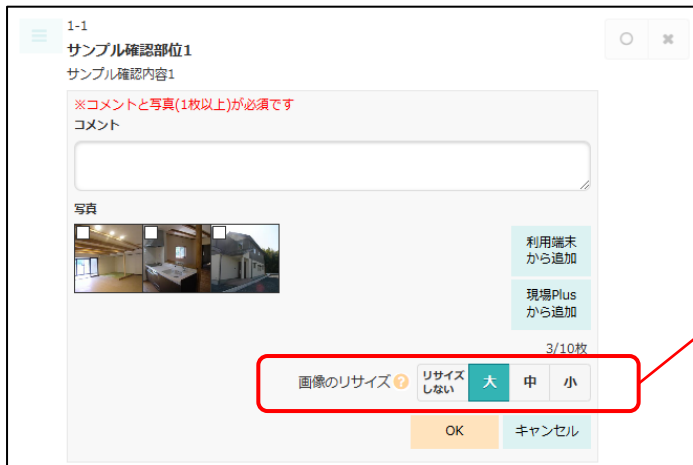 1-1
サンプル確認部位1
サンプル確認内容1
※コメントと写真(1枚以上)が必須です
コメント
写真
利用端末
から追加
現場Plus
から追加
3/10枚
画像のリサイズ ? リサイズ
しない 大 中 小
OK キャンセル